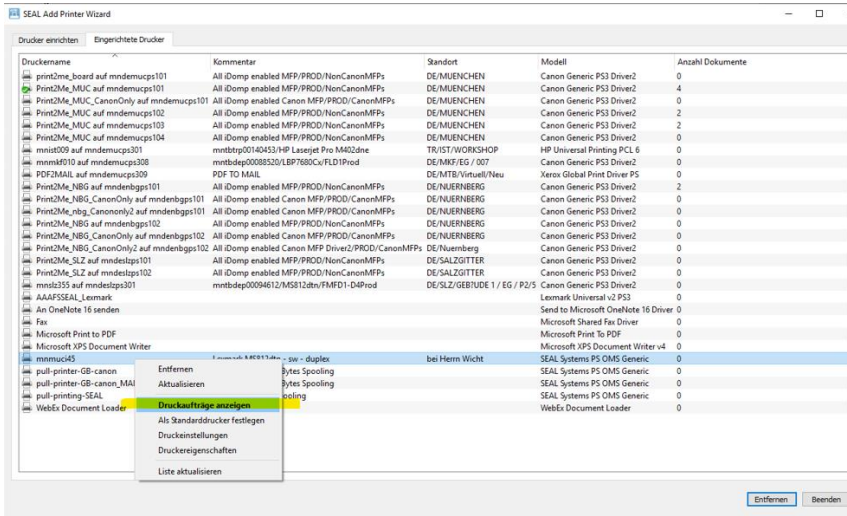 SEAL Add Printer Wizard
Drucker einrichten Eingerichtete Drucker
Druckername Kommentar Standort Modell Anzahl Dokumente
print2me_board auf mndemucps101 All iDomp enabled MFP/PROD/NonCanonMFPs DE/MUENCHEN Canon Generic PS3 Driver2 0
Print2Me_MUC auf mndemucps101 All iDomp enabled MFP/PROD/NonCanonMFPs DE/MUENCHEN Canon Generic PS3 Driver2 4
Print2Me_MUC_CanonOnly auf mndemucps101 All iDomp enabled Canon MFP/PROD/CanonMFPs DE/MUENCHEN Canon Generic PS3 Driver2 0
Print2Me_MUC auf mndemucps102 All iDomp enabled MFP/PROD/NonCanonMFPs DE/MUENCHEN Canon Generic PS3 Driver2 2
Print2Me_MUC auf mndemucps103 All iDomp enabled MFP/PROD/NonCanonMFPs DE/MUENCHEN Canon Generic PS3 Driver2 2
Print2Me_MUC auf mndemucps104 All iDomp enabled MFP/PROD/NonCanonMFPs DE/MUENCHEN Canon Generic PS3 Driver2 0
mnist009 auf mndemucps301 mntbtrp00140453/HP Laserjet Pro M402dne TR/IST/WORKSHOP HP Universal Printing PCL 6 0
mnmkf010 auf mndemucps308 mntbdep00088520/LBP7680Cx/FLD1Prod DE/MKF/EG / 007 Canon Generic PS3 Driver2 0
PDF2MAIL auf mndemucps309 PDF TO MAIL DE/MTB/Virtuell/Neu Xerox Global Print Driver PS 0
Print2Me_NBG auf mndenbgps101 All iDomp enabled MFP/PROD/NonCanonMFPs DE/NUERNBERG Canon Generic PS3 Driver2 2
Print2Me_NBG_CanonOnly auf mndenbgps101 All iDomp enabled Canon MFP/PROD/CanonMFPs DE/NUERNBERG Canon Generic PS3 Driver2 0
Print2Me_nbg_Canononly2 auf mndenbgps101 All iDomp enabled Canon MFP/PROD/CanonMFPs DE/NUERNBERG Canon Generic PS3 Driver2 0
Print2Me_NBG auf mndenbgps102 All iDomp enabled MFP/PROD/NonCanonMFPs DE/NUERNBERG Canon Generic PS3 Driver2 0
Print2Me_NBG_CanonOnly auf mndenbgps102 All iDomp enabled Canon MFP/PROD/CanonMFPs DE/NUERNBERG Canon Generic PS3 Driver2 0
Print2Me_NBG_CanonOnly2 auf mndenbgps102 All iDomp enabled Canon MFP Driver2/PROD/CanonMFPs DE/Nuernberg Canon Generic PS3 Driver2 0
Print2Me_SLZ auf mndeslzps101 All iDomp enabled MFP/PROD/NonCanonMFPs DE/SALZGITTER Canon Generic PS3 Driver2 0
Print2Me_SLZ auf mndeslzps102 All iDomp enabled MFP/PROD/NonCanonMFPs DE/SALZGITTER Canon Generic PS3 Driver2 0
mnslz355 auf mndeslzps301 mntbhdep00094612/MS812dtn/FMFD1-D4Prod DE/SLZ/GEB?UDE 1 / EG / P2/5 Canon Generic PS3 Driver2 0
AAAFSSEAL_Lexmark Lexmark Universal v2 PS3 0
An OneNote 16 senden Send to Microsoft OneNote 16 Driver 0
Fax Microsoft Shared Fax Driver 0
Microsoft Print to PDF Microsoft Print To PDF 0
Microsoft XPS Document Writer Microsoft XPS Document Writer v4 0
mnmuci45 Lexmark MS812dtn - sw - duplex bei Herrn Wicht SEAL Systems PS OMS Generic 0
pull-printer-GB-canon Bytes Spooling SEAL Systems PS OMS Generic 0
pull-printer-GB-canon_MA Bytes Spooling SEAL Systems PS OMS Generic 0
pull-printing-SEAL ooling SEAL Systems PS OMS Generic 0
WebEx Document Loader WebEx Document Loader 0
Entfernen
Aktualisieren
Druckaufträge anzeigen
Als Standarddrucker festlegen
Druckeinstellungen
Druckereigenschaften
Liste aktualisieren
Entfernen Beenden